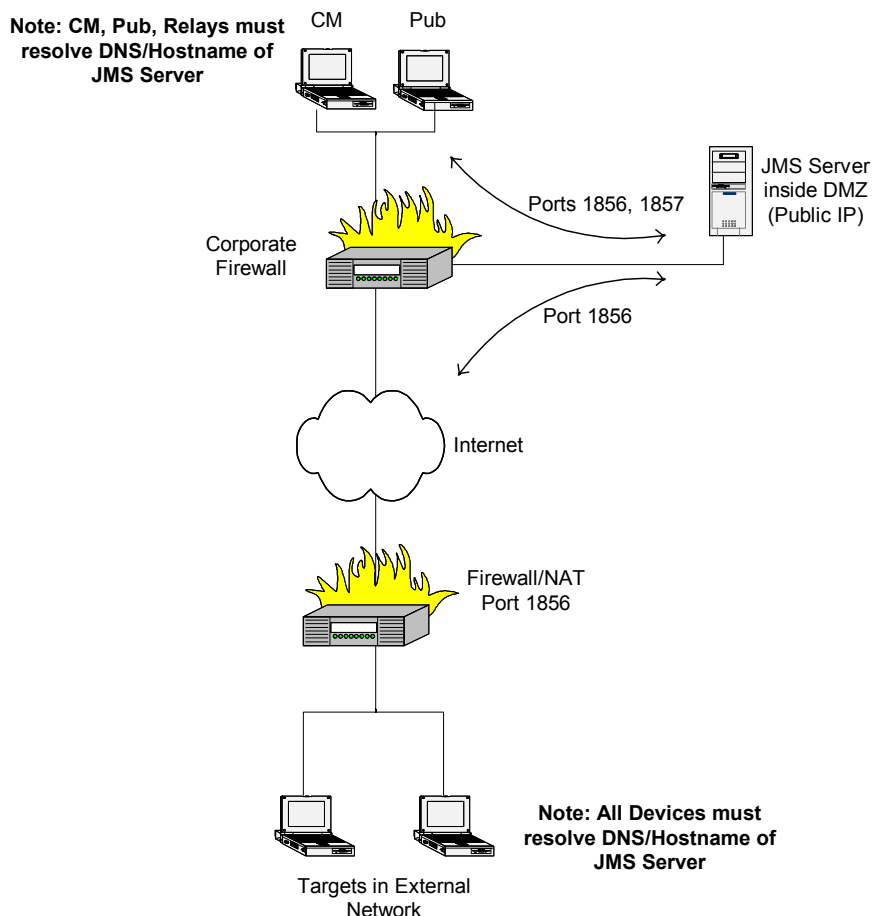 Note: CM, Pub, Relays must
resolve DNS/Hostname of
JMS Server
CM
Pub
JMS Server
inside DMZ
(Public IP)
Ports 1856, 1857
Corporate
Firewall
Port 1856
Internet
Firewall/NAT
Port 1856
Note: All Devices must
resolve DNS/Hostname of
JMS Server
Targets in External
Network